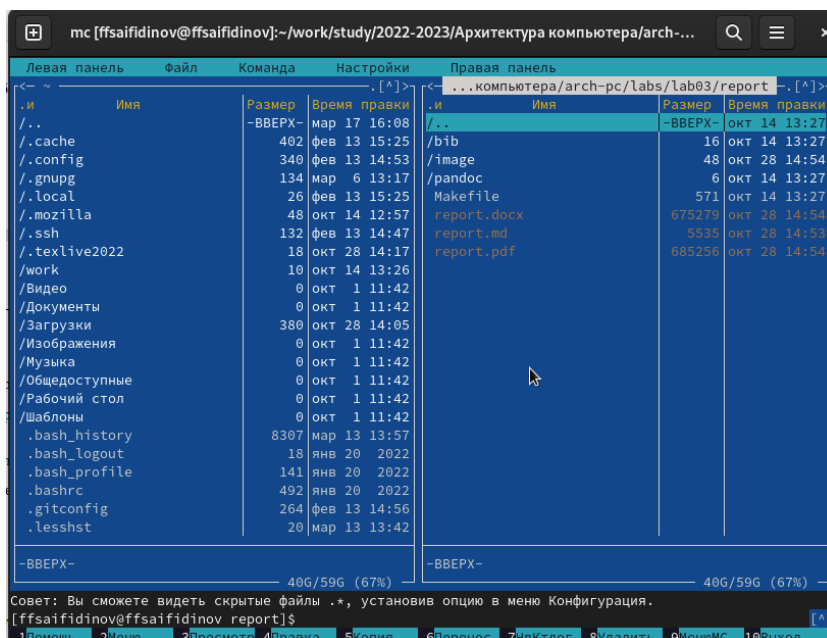 mc [ffsaifidinov@ffsaifidinov]:~/work/study/2022-2023/Архитектура компьютера/arch-...
Левая панель Файл Команда Настройки Правая панель
<— ~ .[^]> <— ...компьютера/arch-pc/labs/lab03/report .[^]>
.и Имя Размер Время правки .и Имя Размер Время правки
/.. -ВВЕРХ- мар 17 16:08 /.. -ВВЕРХ- окт 14 13:27
/.cache 402 фев 13 15:25 /bib 16 окт 14 13:27
/.config 340 фев 13 14:53 /image 48 окт 28 14:54
/.gnupg 134 мар 6 13:17 /pandoc 6 окт 14 13:27
/.local 26 фев 13 15:25 Makefile 571 окт 14 13:27
/.mozilla 48 окт 14 12:57 report.docx 675279 окт 28 14:54
/.ssh 132 фев 13 14:47 report.md 5535 окт 28 14:53
/.texlive2022 18 окт 28 14:17 report.pdf 685256 окт 28 14:54
/work 10 окт 14 13:26
/Видео 0 окт 1 11:42
/Документы 0 окт 1 11:42
/Загрузки 380 окт 28 14:05
/Изображения 0 окт 1 11:42
/Музыка 0 окт 1 11:42
/Общедоступные 0 окт 1 11:42
/Рабочий стол 0 окт 1 11:42
/Шаблоны 0 окт 1 11:42
.bash_history 8307 мар 13 13:57
.bash_logout 18 янв 20 2022
.bash_profile 141 янв 20 2022
.bashrc 492 янв 20 2022
.gitconfig 264 фев 13 14:56
.lesshst 20 мар 13 13:42
-ВВЕРХ- -ВВЕРХ-
40G/59G (67%) 40G/59G (67%)
Совет: Вы сможете видеть скрытые файлы .*, установив опцию в меню Конфигурация.
[ffsaifidinov@ffsaifidinov report]$ [^
1Помощь 2Меню 3Просмотр 4Правка 5Копия 6Перенос 7НвКтлог 8Удалить 9МенюMC 10Выход